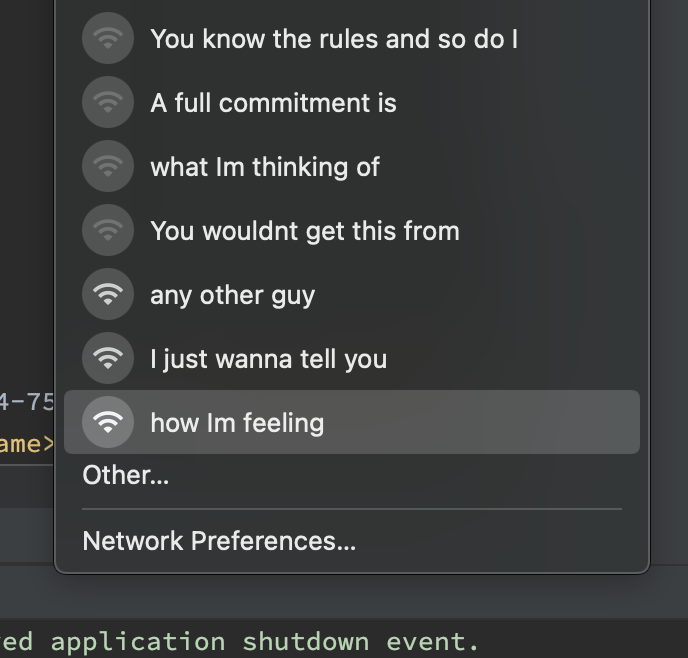 You know the rules and so do I
A full commitment is
what Im thinking of
You wouldnt get this from
any other guy
I just wanna tell you
4-75
how Im feeling
ame>
Other...
Network Preferences...
ed application shutdown event.